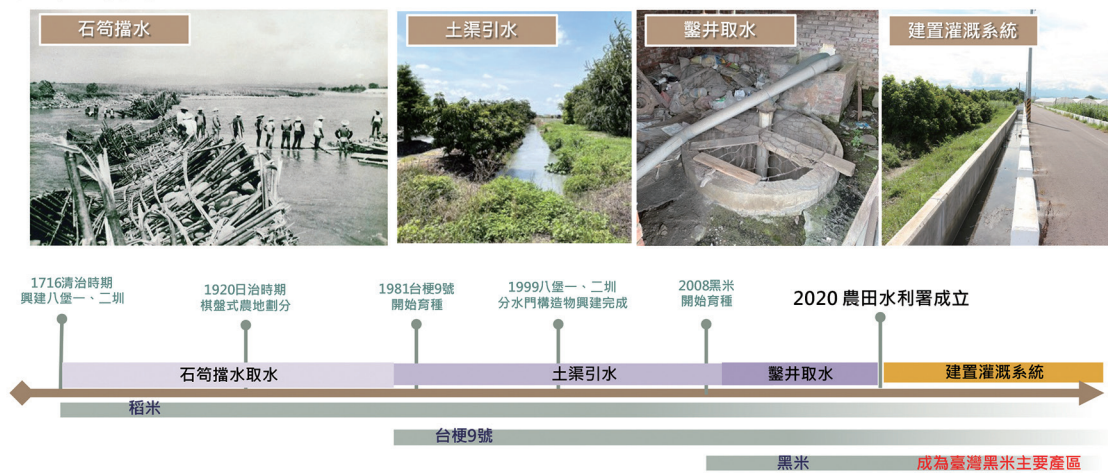 石笱擋水
土渠引水
鑿井取水
建置灌溉系統
1716清治時期
興建八堡一、二圳
1920日治時期
棋盤式農地劃分
1981台梗9號
開始育種
1999八堡一、二圳
分水門構造物興建完成
2008黑米
開始育種
2020 農田水利署成立
石笱擋水取水
土渠引水
鑿井取水
建置灌溉系統
稻米
台梗9號
黑米
成為臺灣黑米主要產區